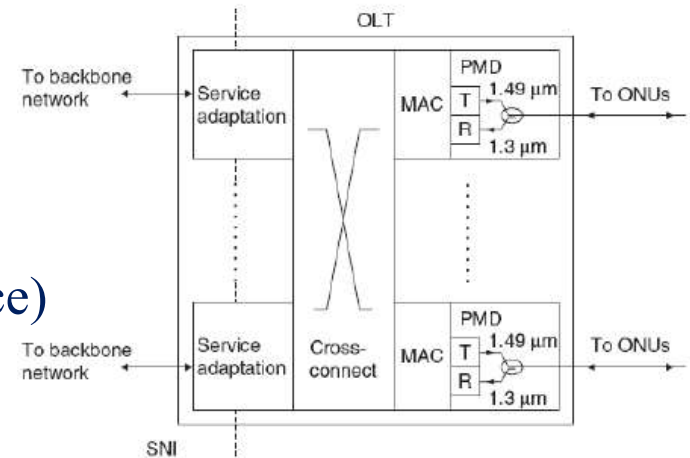 OLT
To backbone
network
Service
adaptation
MAC
PMD
T
1.49 μm
R
1.3 μm
To ONUs
ce)
To backbone
network
Service
adaptation
Cross-
connect
MAC
PMD
T
1.49 μm
R
1.3 μm
To ONUs
SNI